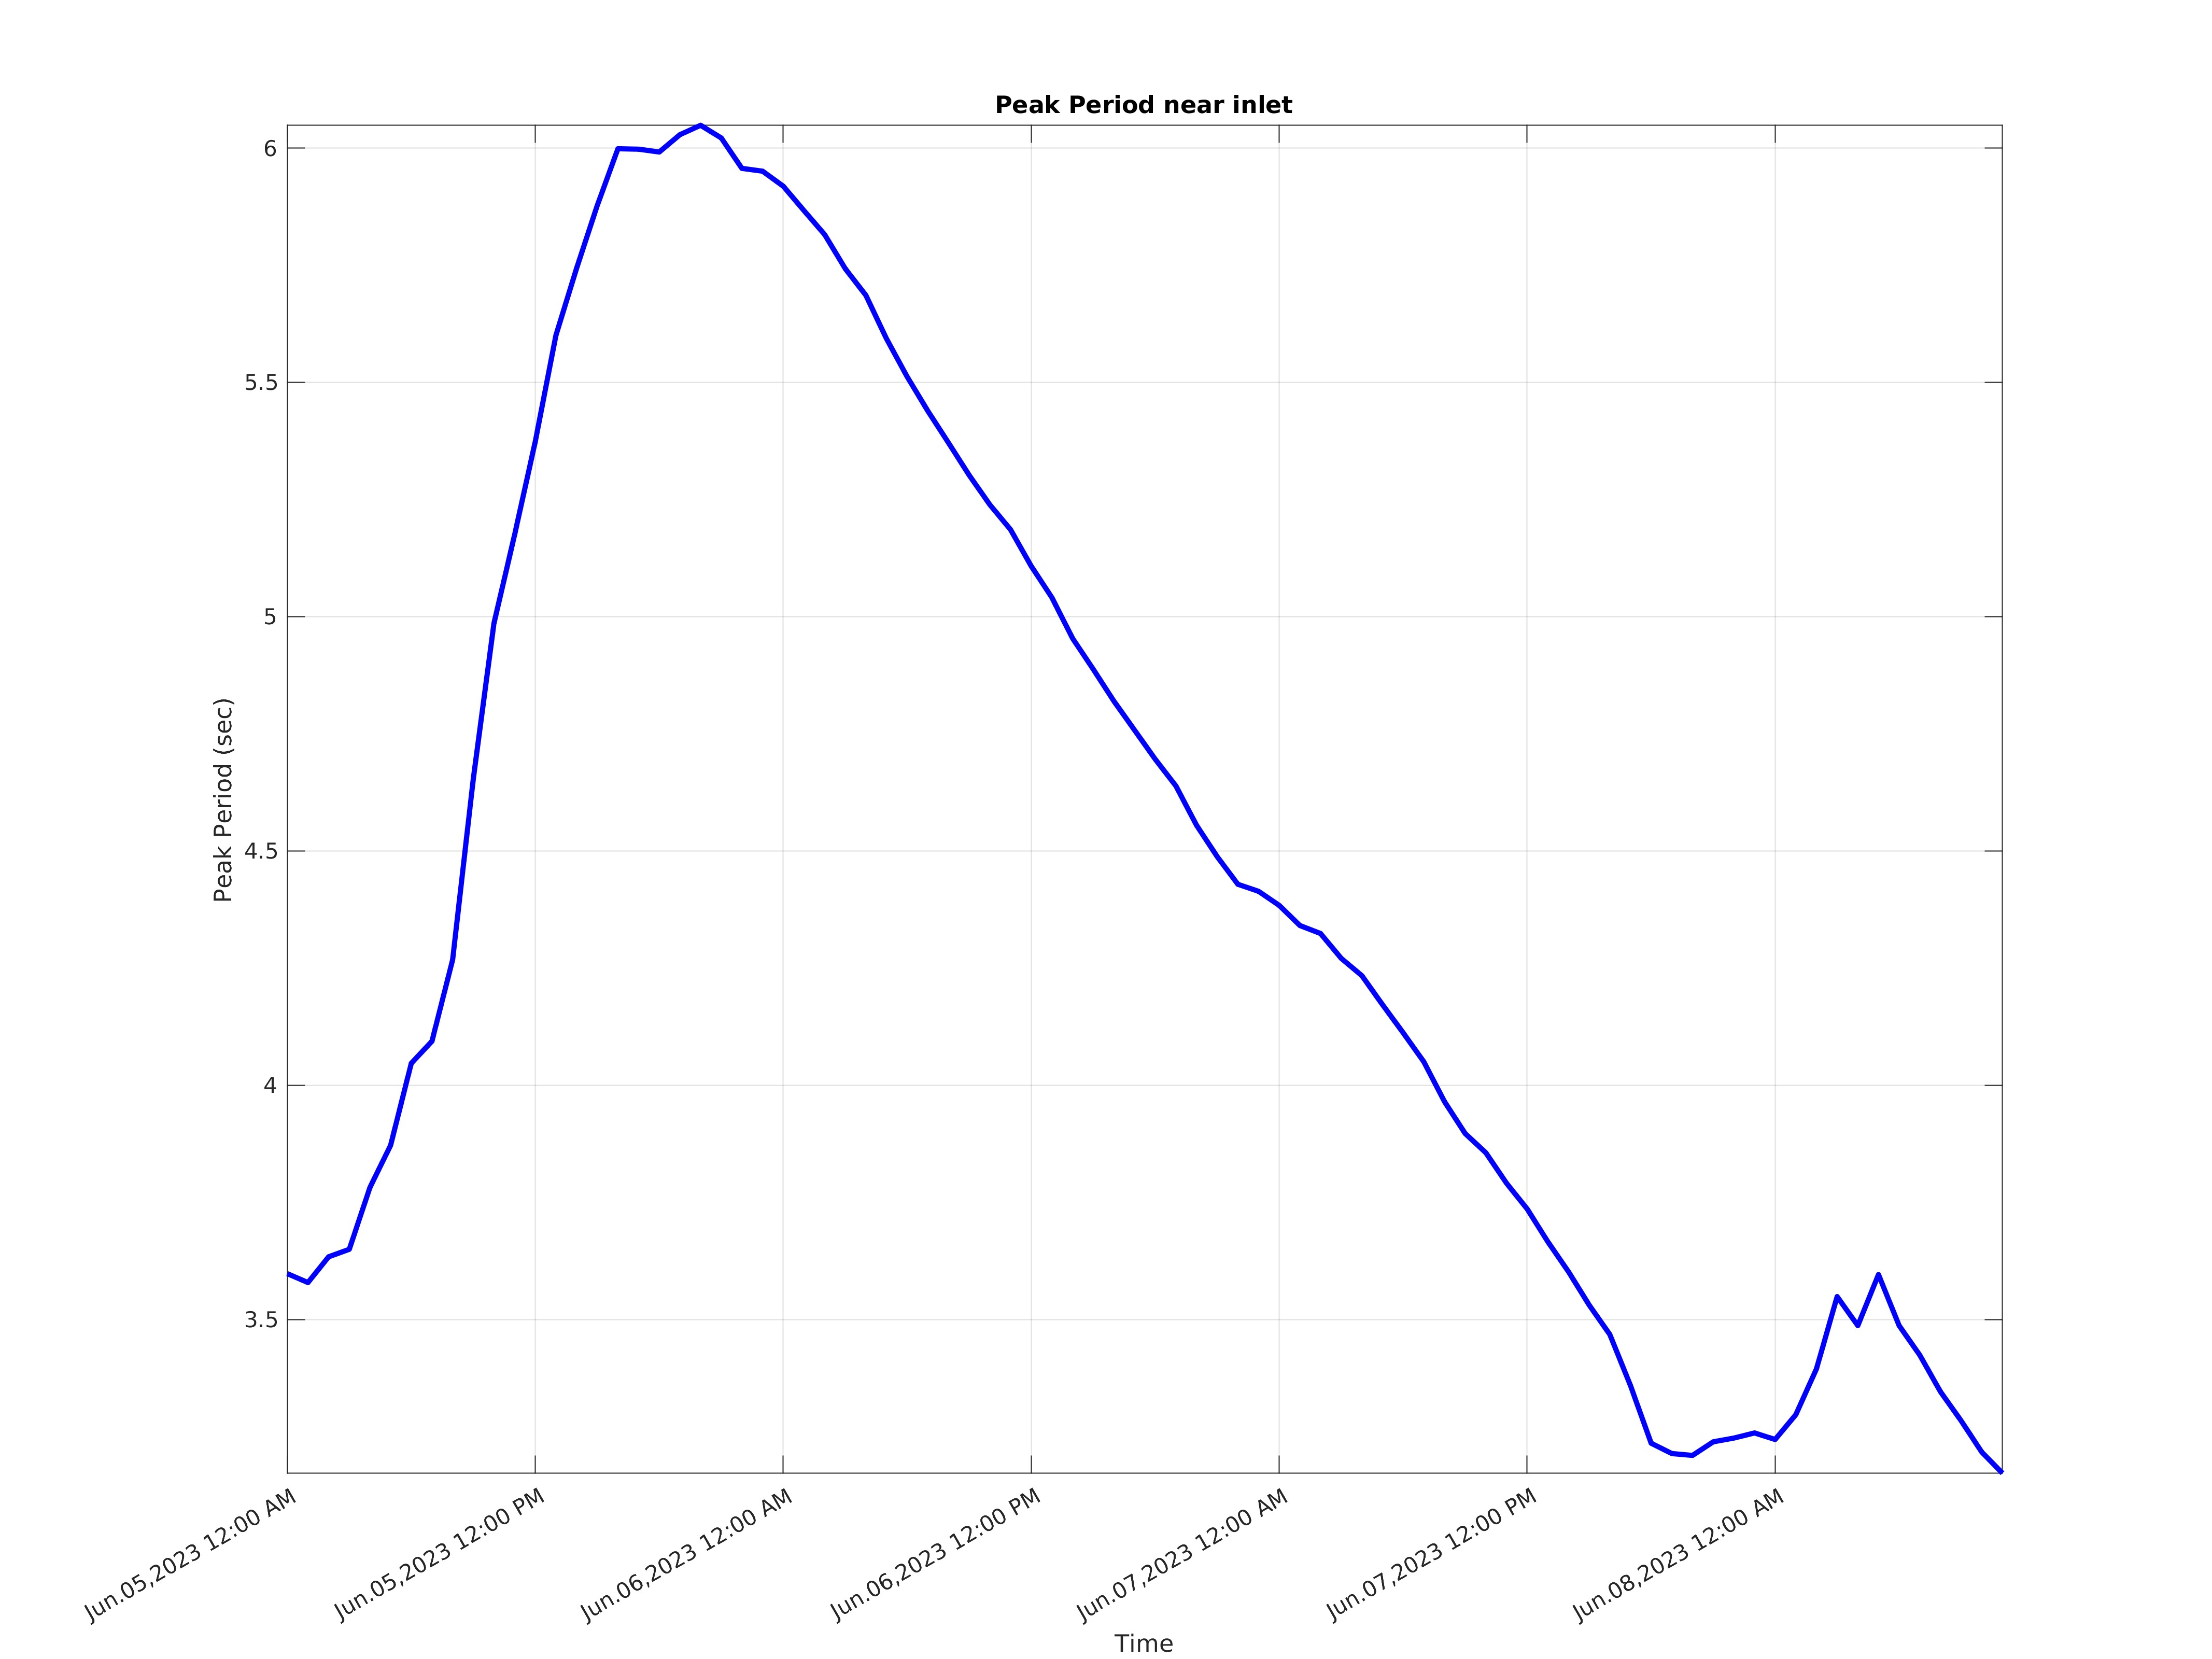 Peak Period near inlet
6
5.5
5
4.5
4
3.5
Peak Period (sec)
Jun.05,2023 12:00 AM
Jun.05,2023 12:00 PM
Jun.06,2023 12:00 AM
Jun.06,2023 12:00 PM
Jun.07,2023 12:00 AM
Jun.07,2023 12:00 PM
Jun.08,2023 12:00 AM
Time